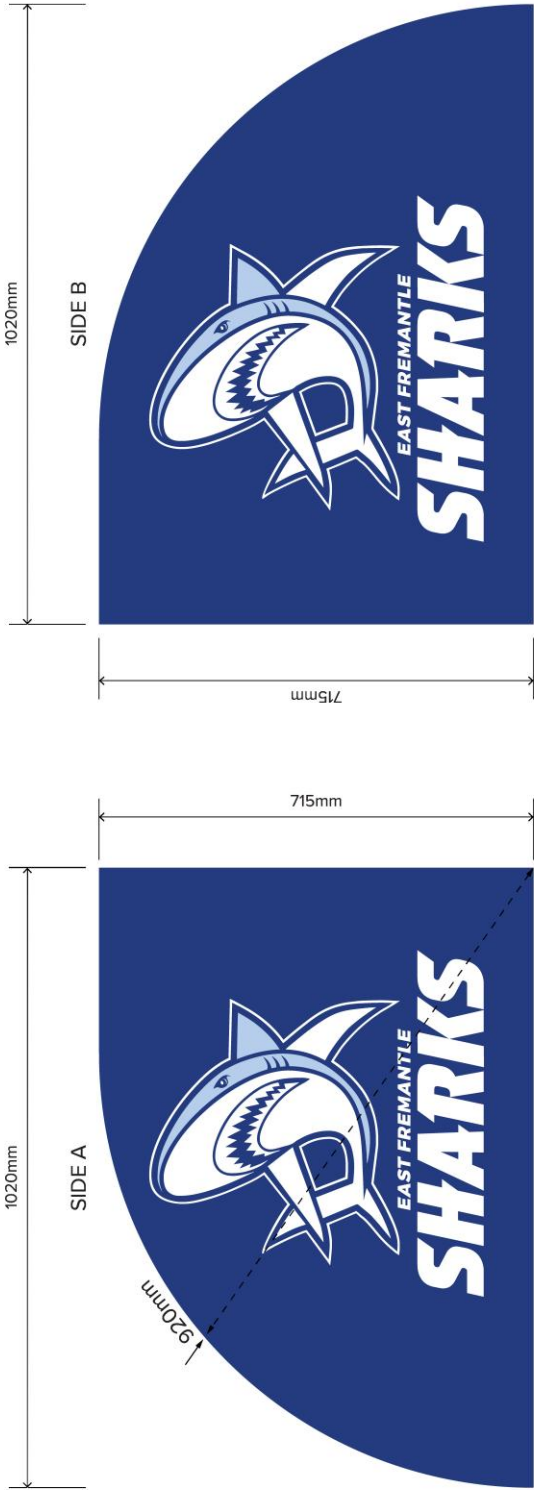 1020mm
SIDE A
920mm
EAST FREMANTLE
SHARKS
715mm
1020mm
SIDE B
715mm
EAST FREMANTLE
SHARKS